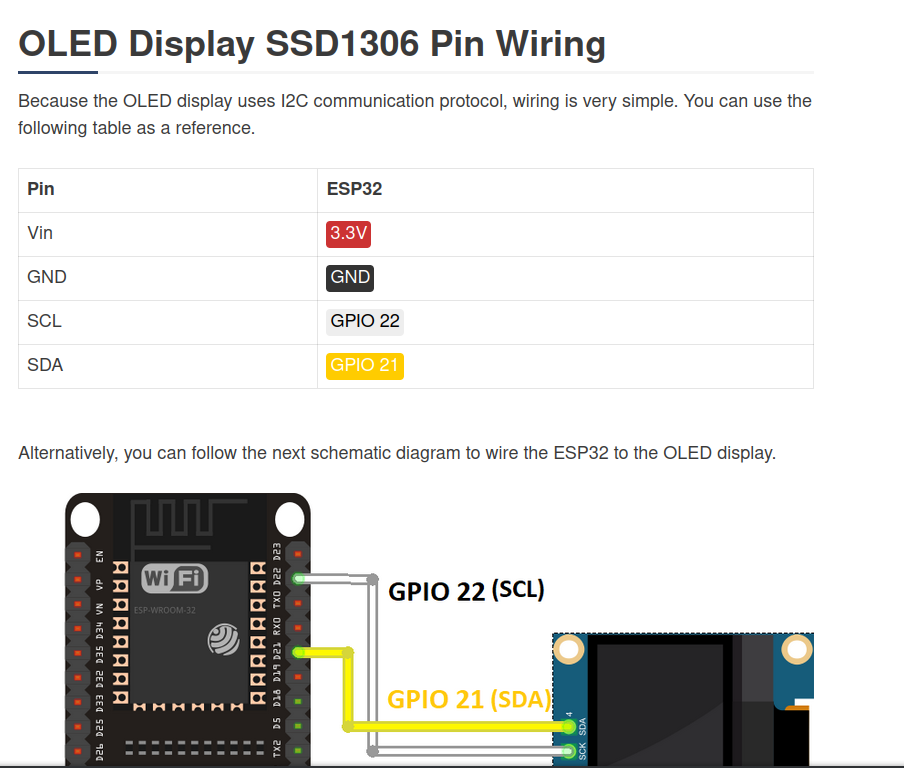 OLED Display SSD1306 Pin Wiring
Because the OLED display uses I2C communication protocol, wiring is very simple. You can use the
following table as a reference.
Pin ESP32
Vin 3.3V
GND GND
SCL GPIO 22
SDA GPIO 21
Alternatively, you can follow the next schematic diagram to wire the ESP32 to the OLED display.
EN
VP
VN
D34
D35
D32
D33
D25
D26
WiFi
ESP-WROOM-32
D23
D22
TX0
RX0
D21
D19
D18
D5
TX2
GPIO 22 (SCL)
GPIO 21 (SDA)
4
SDA
SCK